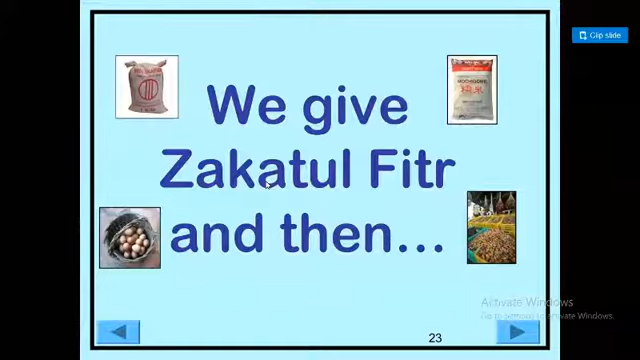 Clip slide
We give
Zakatul Fitr
and then...
Activate Windows
Go to Settings to activate Windows.
23